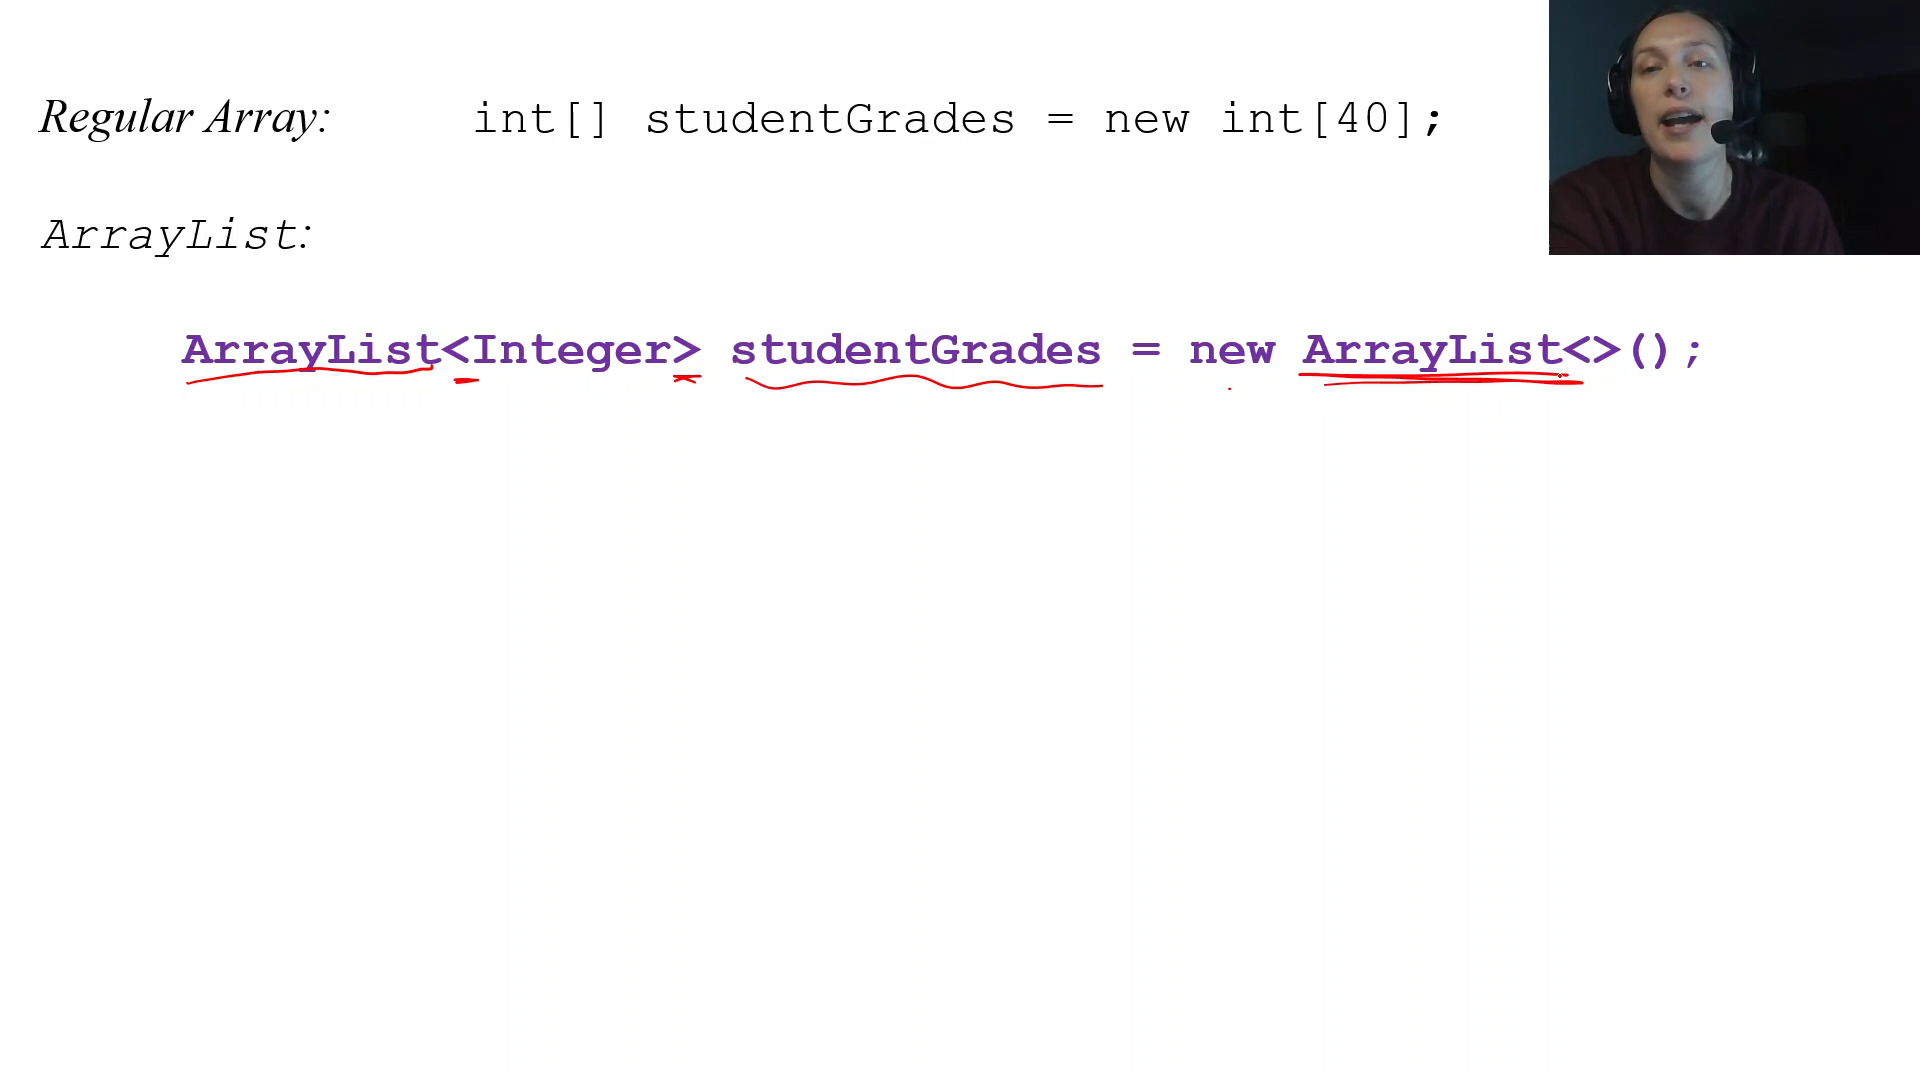 Regular Array: int[] studentGrades = new int[40];
ArrayList:
ArrayList<Integer> studentGrades = new ArrayList<>();